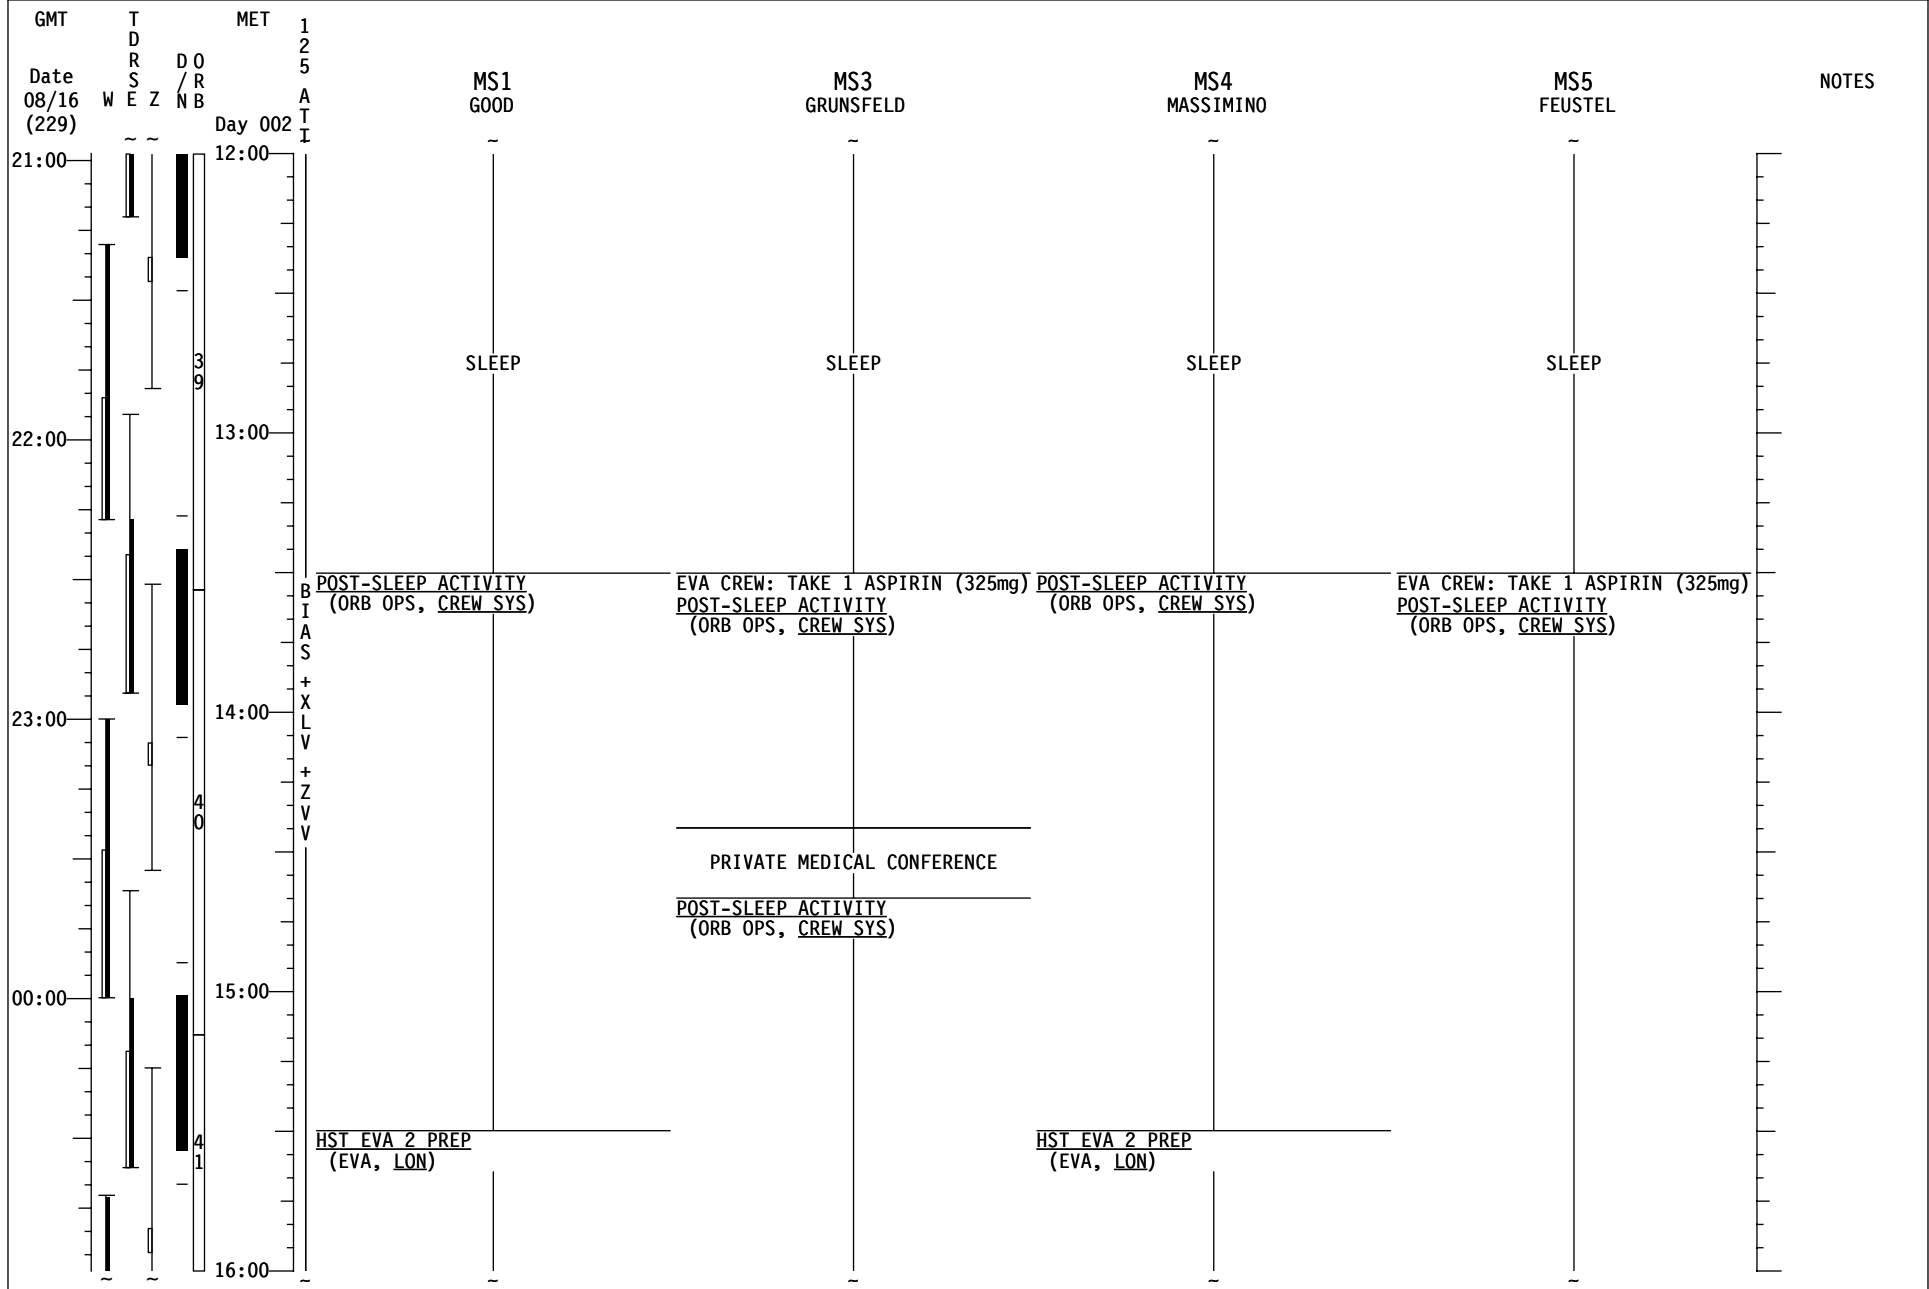 GMT
TDRSE
MET
125 ATT
D/N
ORB
Date
08/16
(229)
W E Z
Day 002
MS1
GOOD
MS3
GRUNSFELD
MS4
MASSIMINO
MS5
FEUSTEL
NOTES
~ ~ ~ ~ ~ ~ ~
21:00
12:00
SLEEP
SLEEP
SLEEP
SLEEP
39
22:00
13:00
POST-SLEEP ACTIVITY
(ORB OPS, CREW SYS)
EVA CREW: TAKE 1 ASPIRIN (325mg)
POST-SLEEP ACTIVITY
(ORB OPS, CREW SYS)
POST-SLEEP ACTIVITY
(ORB OPS, CREW SYS)
EVA CREW: TAKE 1 ASPIRIN (325mg)
POST-SLEEP ACTIVITY
(ORB OPS, CREW SYS)
BIAS +XLV +ZVV
23:00
14:00
40
PRIVATE MEDICAL CONFERENCE
POST-SLEEP ACTIVITY
(ORB OPS, CREW SYS)
00:00
15:00
41
HST EVA 2 PREP
(EVA, LON)
HST EVA 2 PREP
(EVA, LON)
16:00
~ ~ ~ ~ ~ ~ ~